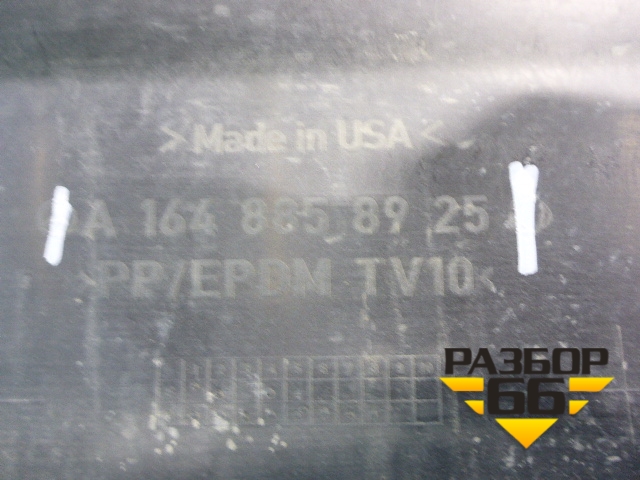 >Made in USA<
A 164 885 89 25
>PP/EPDM TV10<
РАЗБОР
66